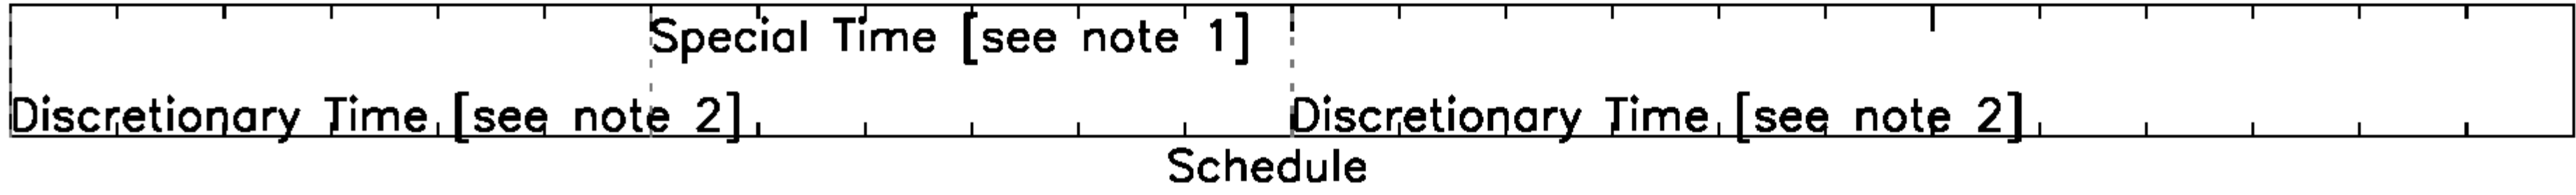 Special Time [see note 1]
Discretionary Time [see note 2]
Discretionary Time [see note 2]
Schedule